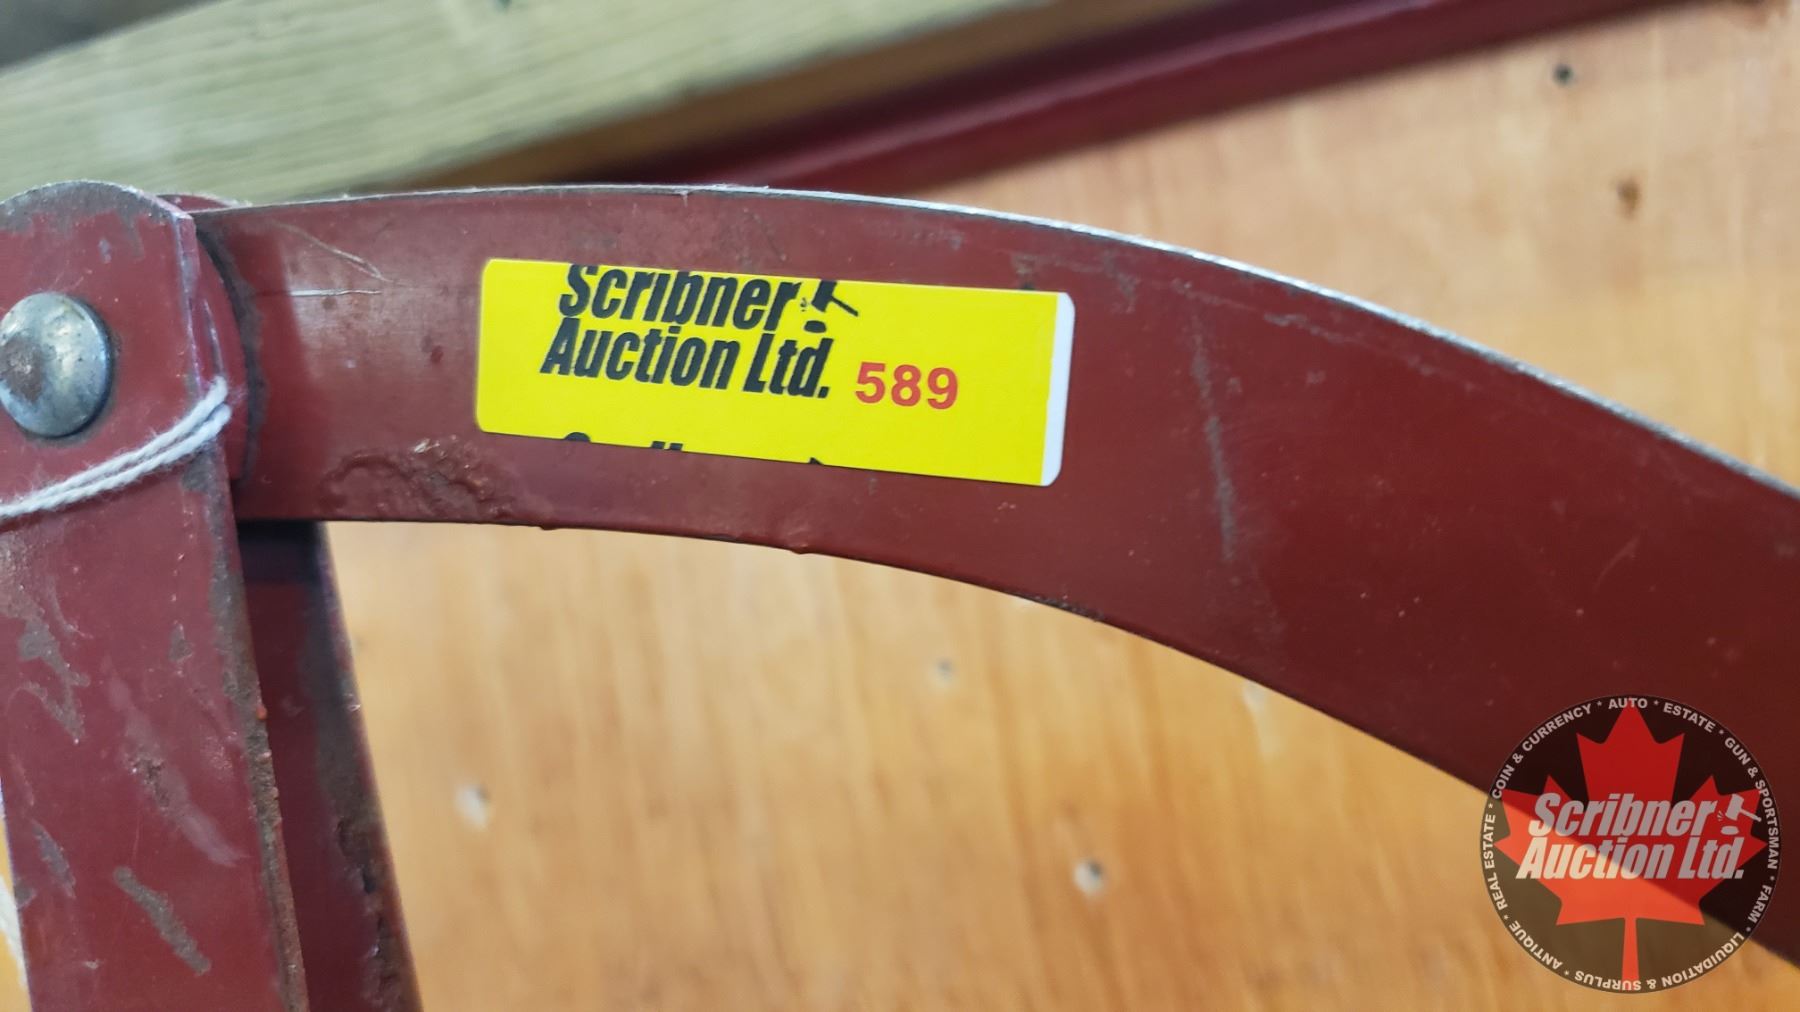 Scribner
Auction Ltd. 589
COIN & CURRENCY * AUTO * ESTATE * GUN & SPORTSMAN * FARM * LIQUIDATION & SURPLUS * ANTIQUE * REAL ESTATE *
Scribner
Auction Ltd.